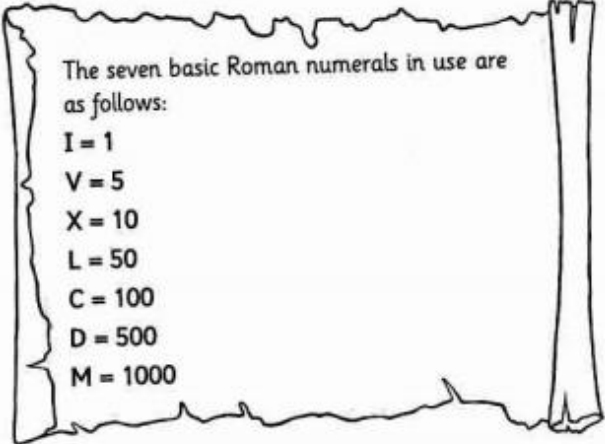 The seven basic Roman numerals in use are
as follows:
I = 1
V = 5
X = 10
L = 50
C = 100
D = 500
M = 1000